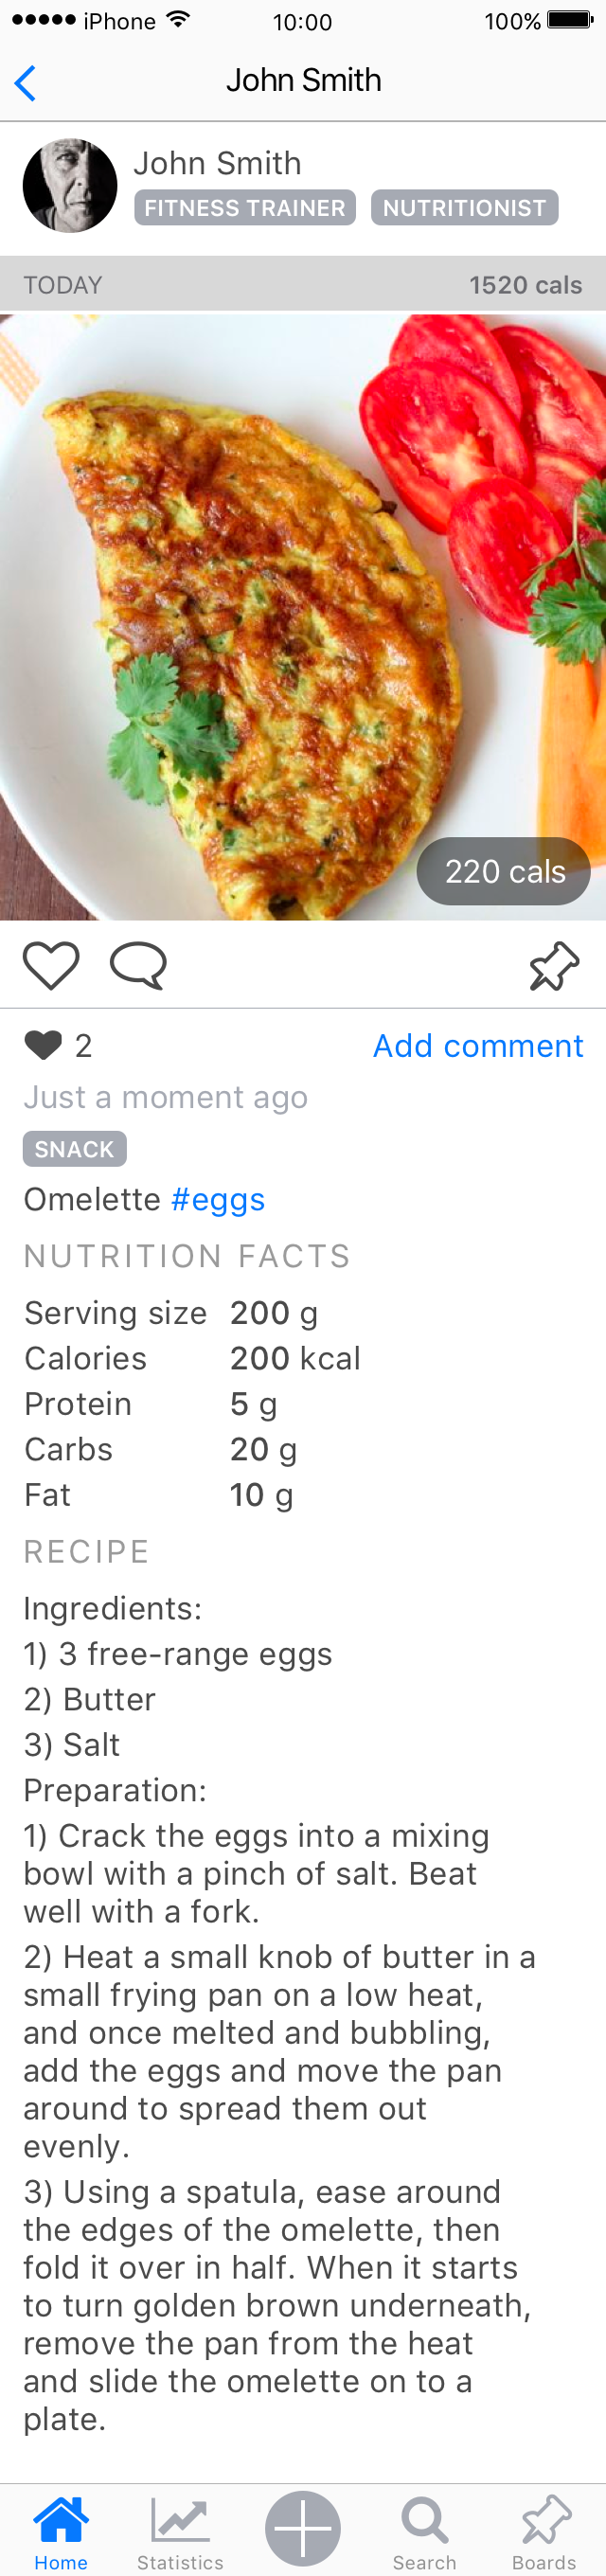 iPhone 10:00 100%
John Smith
John Smith
FITNESS TRAINER NUTRITIONIST
TODAY 1520 cals
220 cals
2 Add comment
Just a moment ago
SNACK
Omelette #eggs
NUTRITION FACTS
Serving size 200 g
Calories 200 kcal
Protein 5 g
Carbs 20 g
Fat 10 g
RECIPE
Ingredients:
1) 3 free-range eggs
2) Butter
3) Salt
Preparation:
1) Crack the eggs into a mixing
bowl with a pinch of salt. Beat
well with a fork.
2) Heat a small knob of butter in a
small frying pan on a low heat,
and once melted and bubbling,
add the eggs and move the pan
around to spread them out
evenly.
3) Using a spatula, ease around
the edges of the omelette, then
fold it over in half. When it starts
to turn golden brown underneath,
remove the pan from the heat
and slide the omelette on to a
plate.
Home Statistics Search Boards